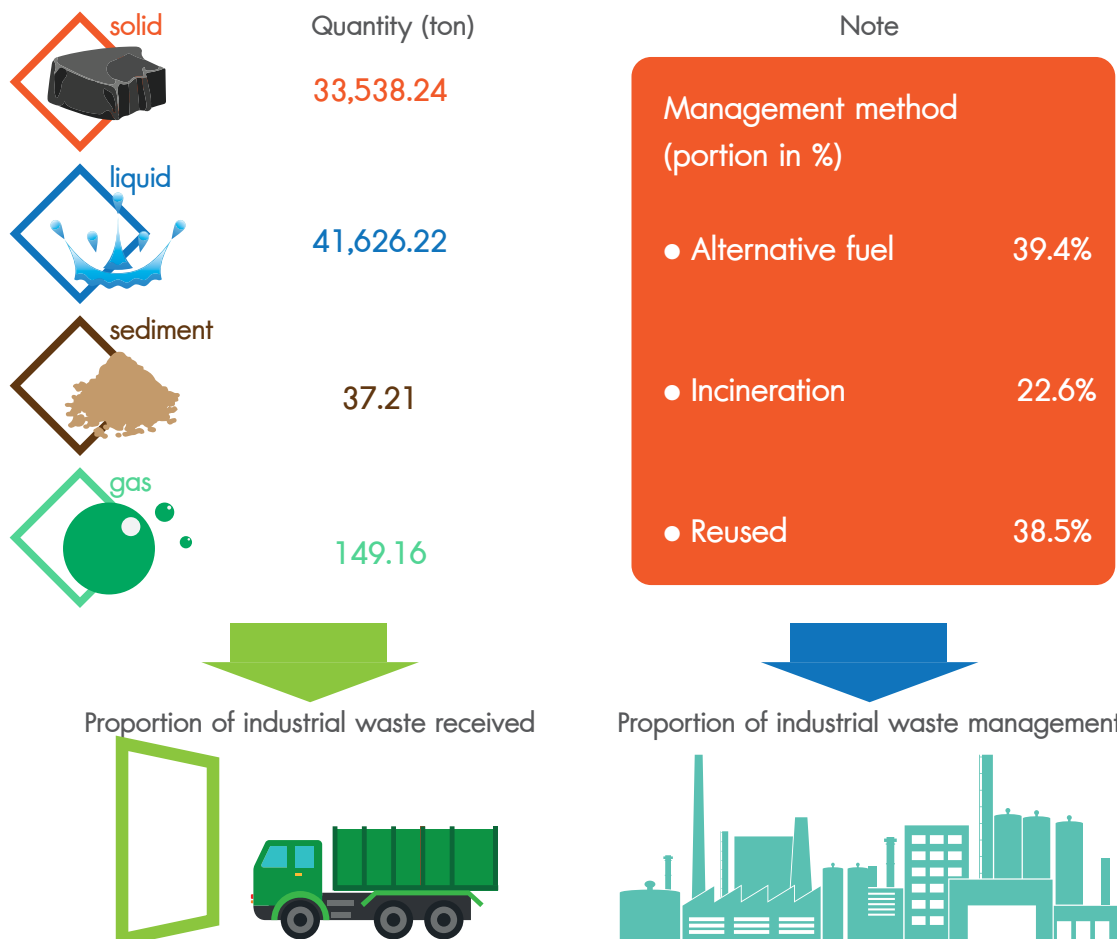 solid
Quantity (ton)
33,538.24
liquid
41,626.22
sediment
37.21
gas
149.16
Proportion of industrial waste received
Note
Management method
(portion in %)
● Alternative fuel 39.4%
● Incineration 22.6%
● Reused 38.5%
Proportion of industrial waste management